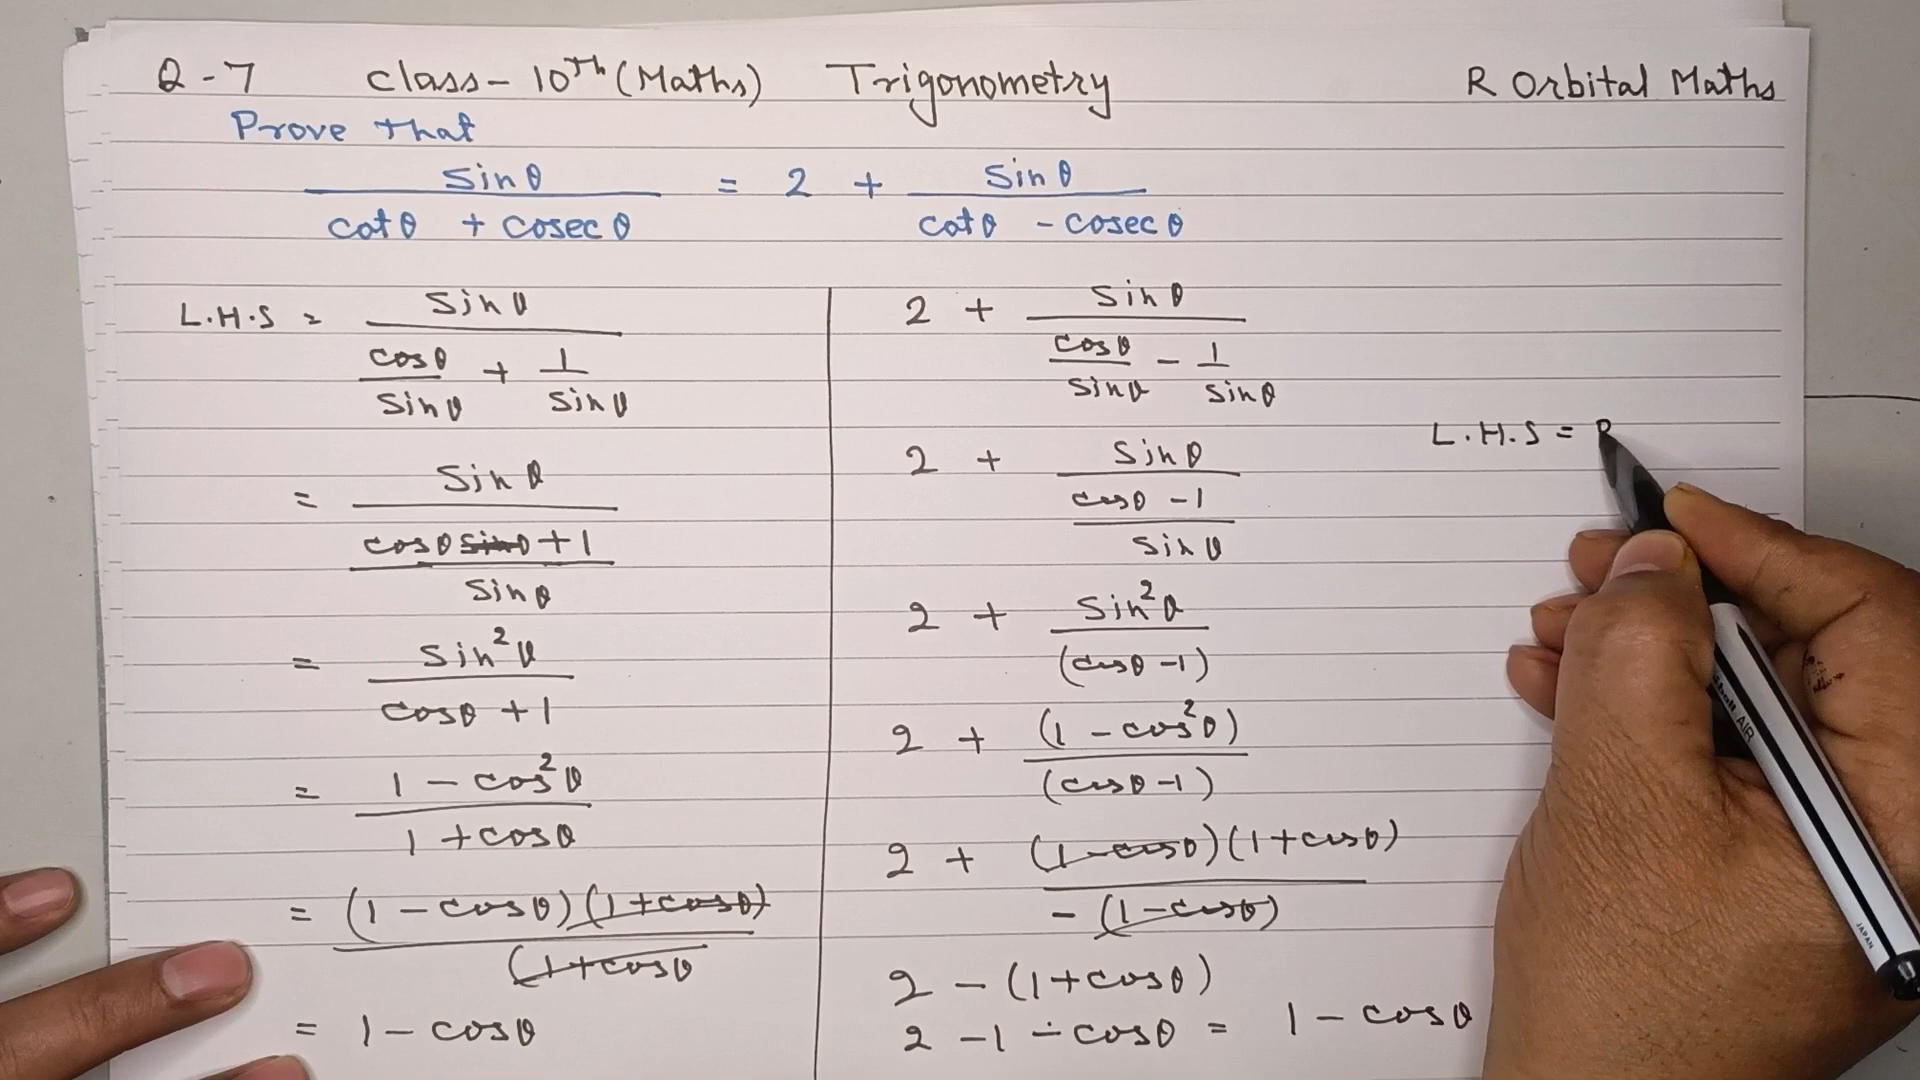 Q-7 Class-10Th (Maths) Trigonometry R Orbital Maths
Prove that
sinθ / (cotθ + cosecθ) = 2 + sinθ / (cotθ - cosecθ)
L.H.S = sinθ / (cosθ/sinθ + 1/sinθ)
= sinθ / ((cosθ sinθ + 1)/sinθ)
= sin²θ / (cosθ + 1)
= (1 - cos²θ) / (1 + cosθ)
= (1 - cosθ)(1+cosθ) / (1+cosθ
= 1 - cosθ
2 + sinθ / (cosθ/sinθ - 1/sinθ)
2 + sinθ / ((cosθ - 1)/sinθ)
2 + sin²θ / (cosθ - 1)
2 + (1 - cos²θ) / (cosθ - 1)
2 + (1-cosθ)(1+cosθ) / -(1-cosθ)
2 - (1+cosθ)
2 - 1 - cosθ = 1 - cosθ
L.H.S =
JAPAN